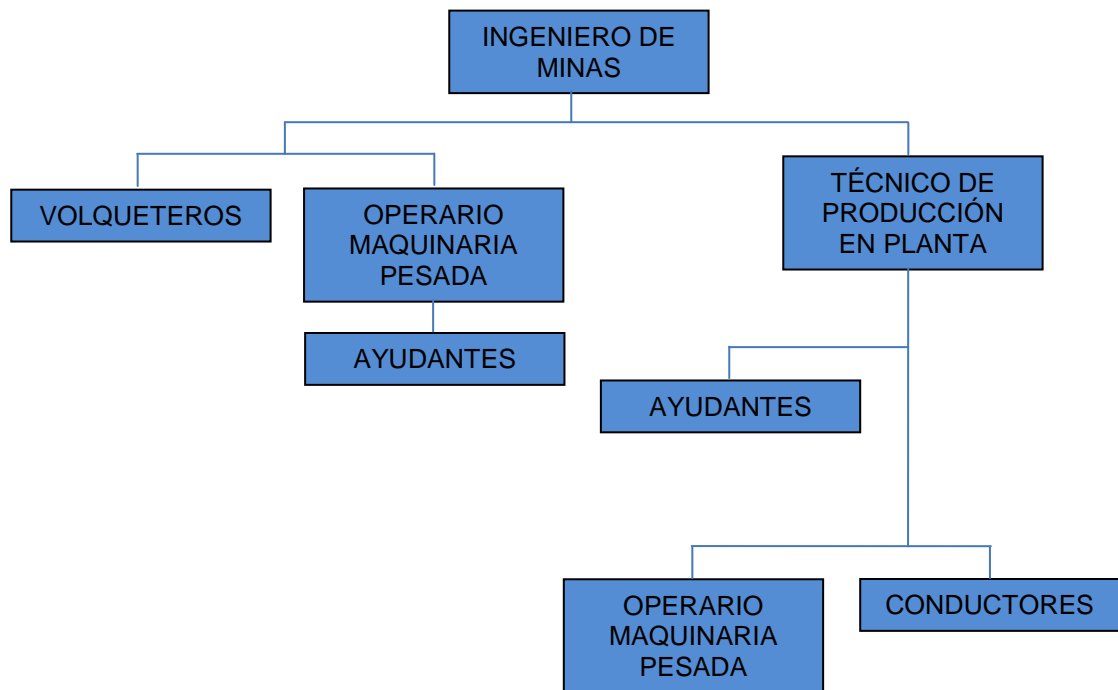 INGENIERO DE
MINAS
VOLQUETEROS
OPERARIO
MAQUINARIA
PESADA
TÉCNICO DE
PRODUCCIÓN
EN PLANTA
AYUDANTES
AYUDANTES
OPERARIO
MAQUINARIA
PESADA
CONDUCTORES